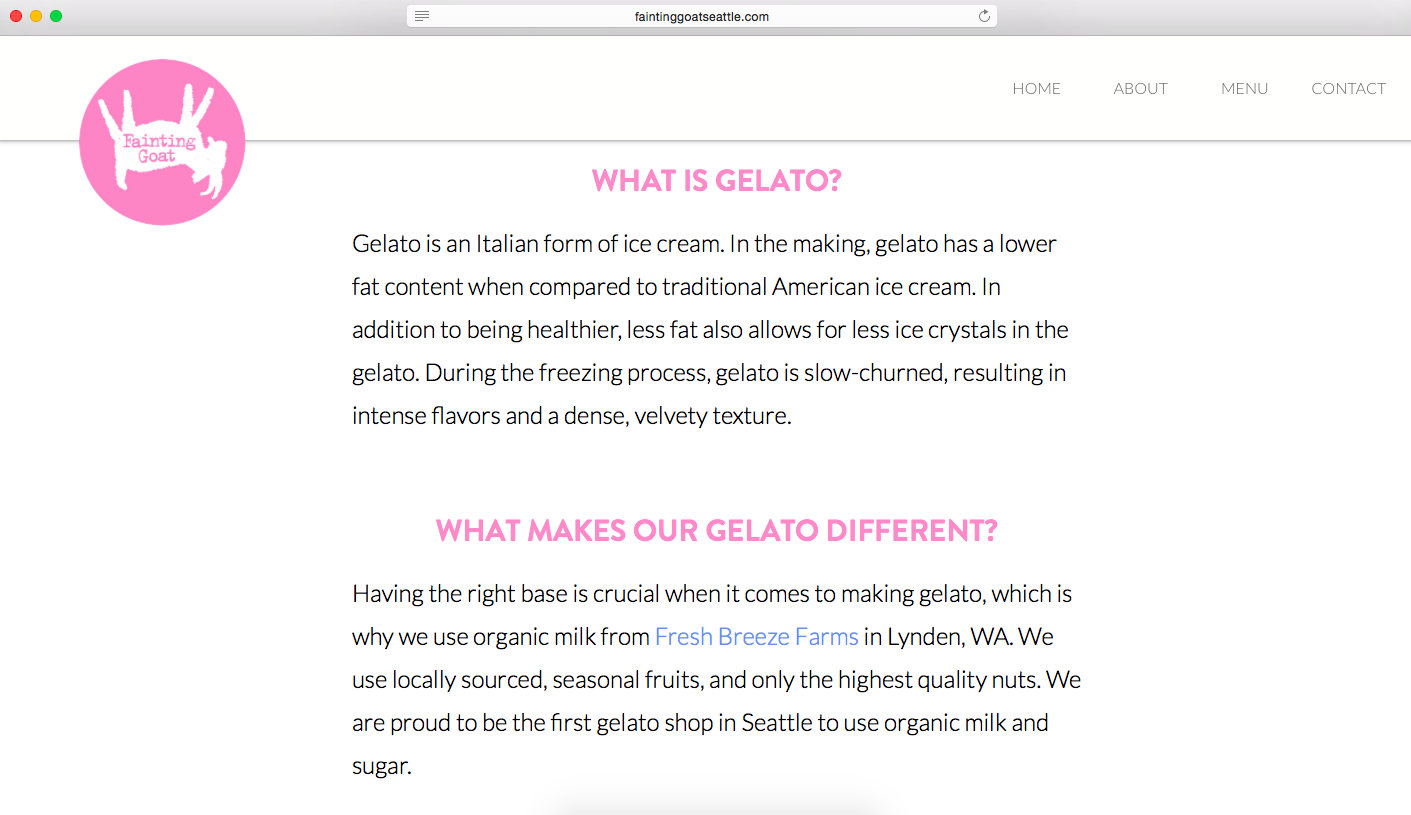 faintinggoatseattle.com
Fainting
Goat
HOME ABOUT MENU CONTACT
WHAT IS GELATO?
Gelato is an Italian form of ice cream. In the making, gelato has a lower
fat content when compared to traditional American ice cream. In
addition to being healthier, less fat also allows for less ice crystals in the
gelato. During the freezing process, gelato is slow-churned, resulting in
intense flavors and a dense, velvety texture.
WHAT MAKES OUR GELATO DIFFERENT?
Having the right base is crucial when it comes to making gelato, which is
why we use organic milk from Fresh Breeze Farms in Lynden, WA. We
use locally sourced, seasonal fruits, and only the highest quality nuts. We
are proud to be the first gelato shop in Seattle to use organic milk and
sugar.